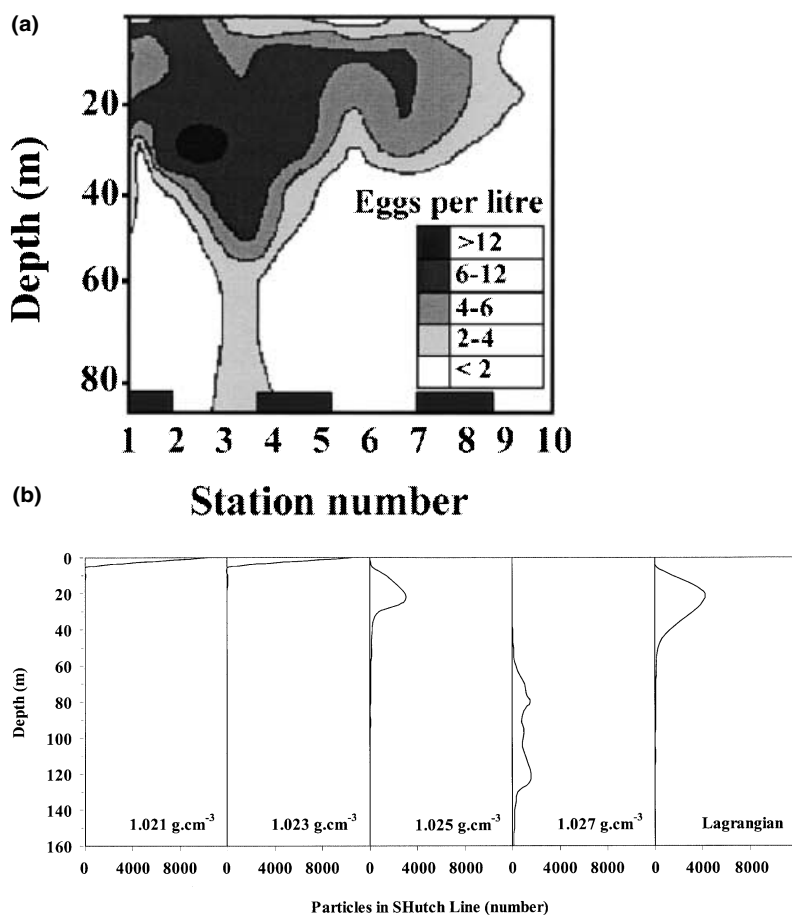 (a)
Depth (m)
20
40
60
80
Eggs per litre
>12
6-12
4-6
2-4
< 2
1 2 3 4 5 6 7 8 9 10
Station number
(b)
Depth (m)
0
20
40
60
80
100
120
140
160
1.021 g.cm⁻³ 1.023 g.cm⁻³ 1.025 g.cm⁻³ 1.027 g.cm⁻³ Lagrangian
0 4000 8000 0 4000 8000 0 4000 8000 0 4000 8000 0 4000 8000
Particles in SHutch Line (number)